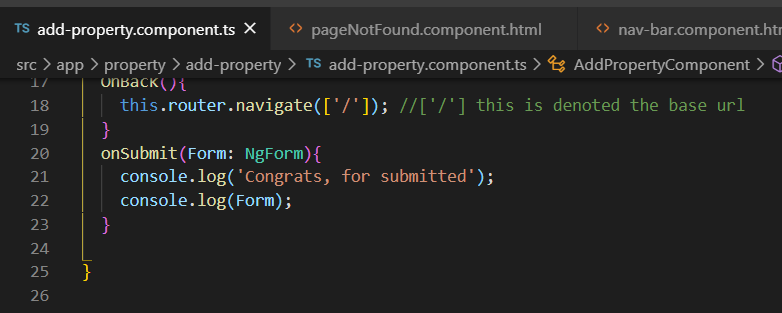 TS add-property.component.ts × <> pageNotFound.component.html <> nav-bar.component.htm
src > app > property > add-property > TS add-property.component.ts > AddPropertyComponent >
17 OnBack(){
18 this.router.navigate(['/']); //['/'] this is denoted the base url
19 }
20 onSubmit(Form: NgForm){
21 console.log('Congrats, for submitted');
22 console.log(Form);
23 }
24
25 }
26